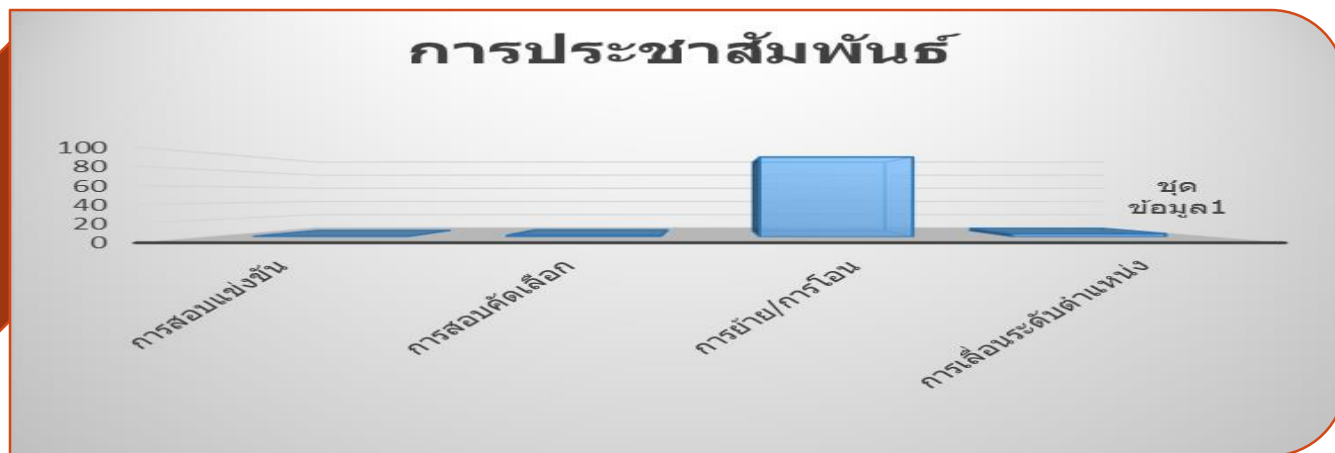 การประชาสัมพันธ์
100
80
60
40
20
0
ชุด
ข้อมูล1
การสอบแข่งขัน
การสอบคัดเลือก
การย้าย/การโอน
การเลื่อนระดับตำแหน่ง